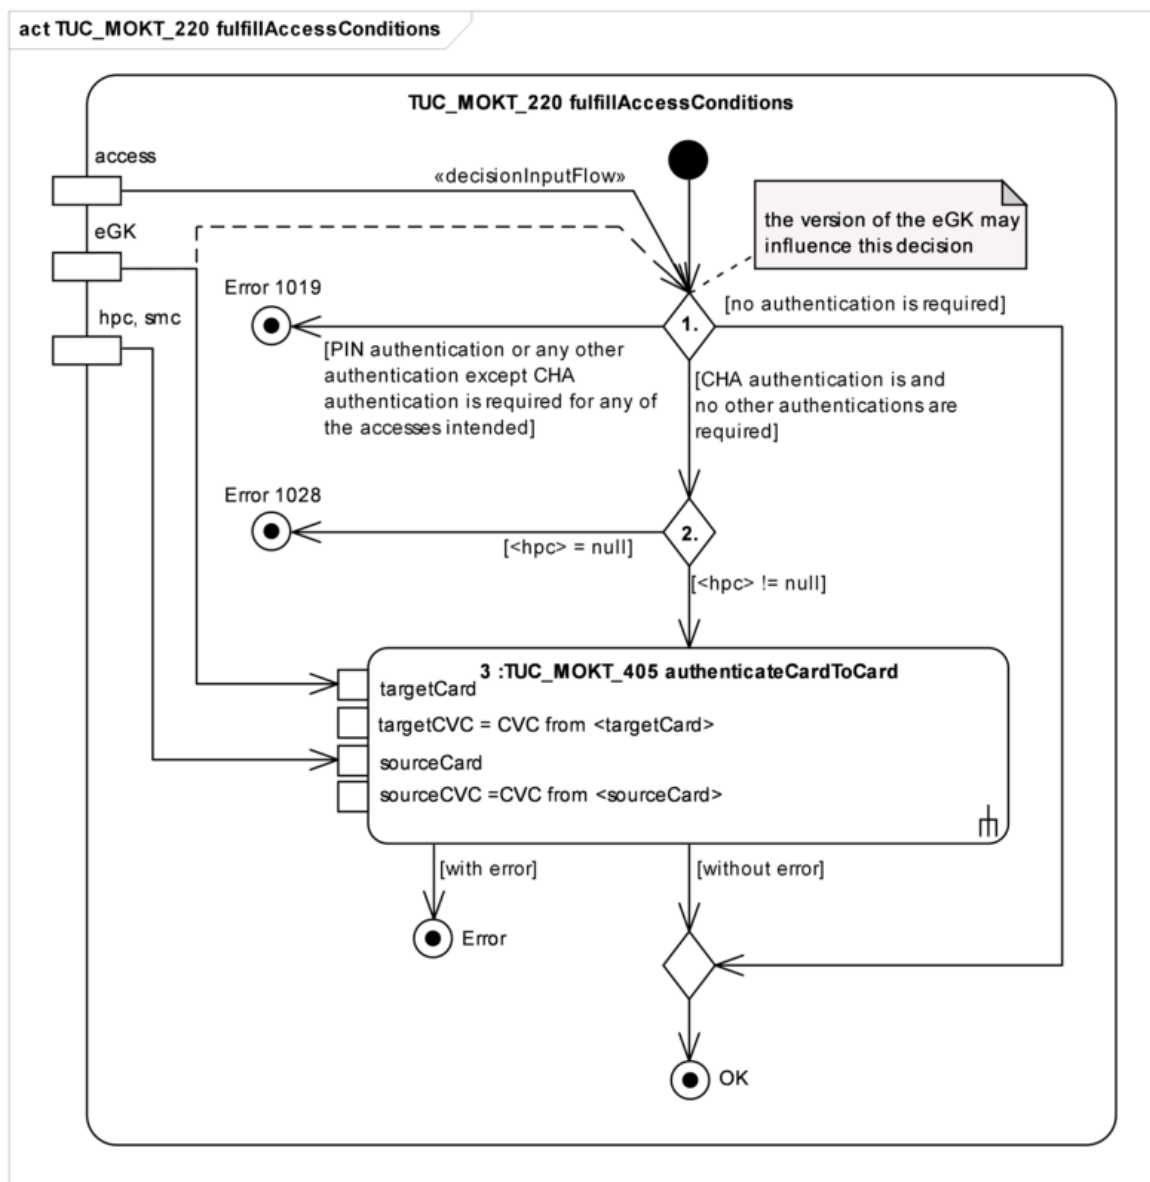 act TUC_MOKT_220 fulfillAccessConditions
TUC_MOKT_220 fulfillAccessConditions
access
«decisionInputFlow»
the version of the eGK may
influence this decision
eGK
Error 1019
hpc, smc
1.
[no authentication is required]
[PIN authentication or any other
authentication except CHA
authentication is required for any of
the accesses intended]
[CHA authentication is and
no other authentications are
required]
Error 1028
2.
[<hpc> = null]
[<hpc> != null]
3 :TUC_MOKT_405 authenticateCardToCard
targetCard
targetCVC = CVC from <targetCard>
sourceCard
sourceCVC =CVC from <sourceCard>
[with error]
[without error]
Error
OK